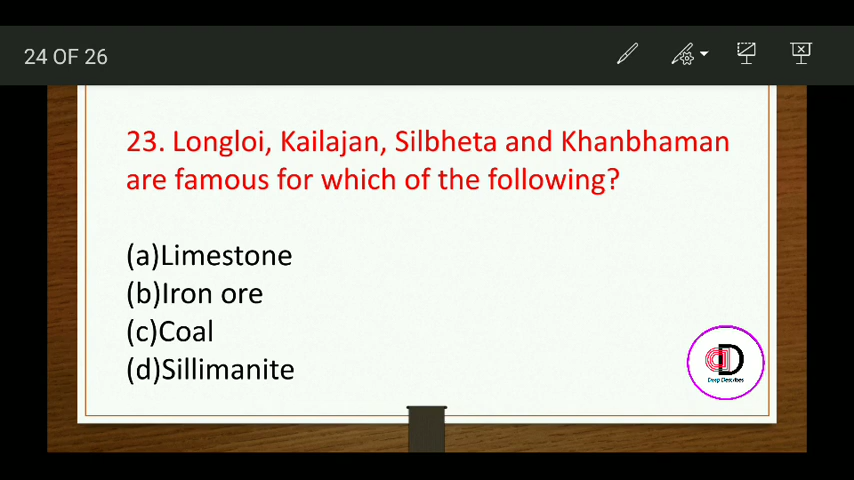 24 OF 26
23. Longloi, Kailajan, Silbheta and Khanbhaman
are famous for which of the following?
(a)Limestone
(b)Iron ore
(c)Coal
(d)Sillimanite
Deep Describes